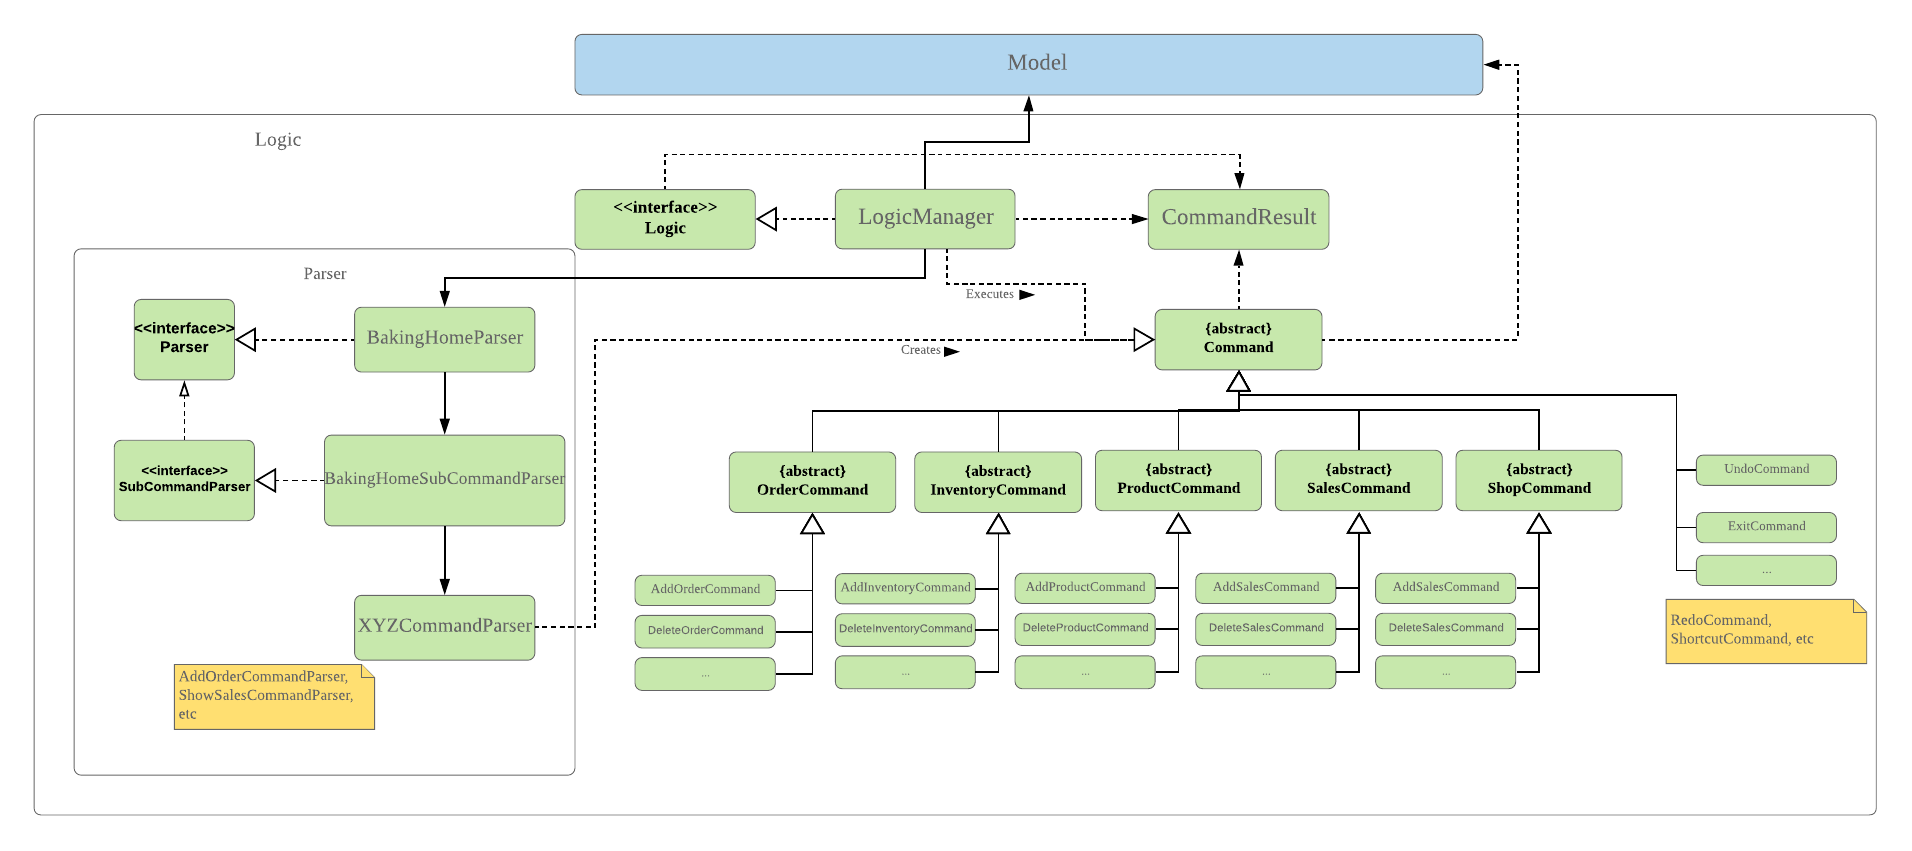 Model
Logic
<<interface>>
Logic
LogicManager
CommandResult
Parser
Executes
<<interface>>
Parser
BakingHomeParser
{abstract}
Command
Creates
<<interface>>
SubCommandParser
BakingHomeSubCommandParser
{abstract}
OrderCommand
{abstract}
InventoryCommand
{abstract}
ProductCommand
{abstract}
SalesCommand
{abstract}
ShopCommand
UndoCommand
ExitCommand
...
AddOrderCommand
AddInventoryCommand
AddProductCommand
AddSalesCommand
AddSalesCommand
DeleteOrderCommand
DeleteInventoryCommand
DeleteProductCommand
DeleteSalesCommand
DeleteSalesCommand
...
...
...
...
...
XYZCommandParser
RedoCommand,
ShortcutCommand, etc
AddOrderCommandParser,
ShowSalesCommandParser,
etc